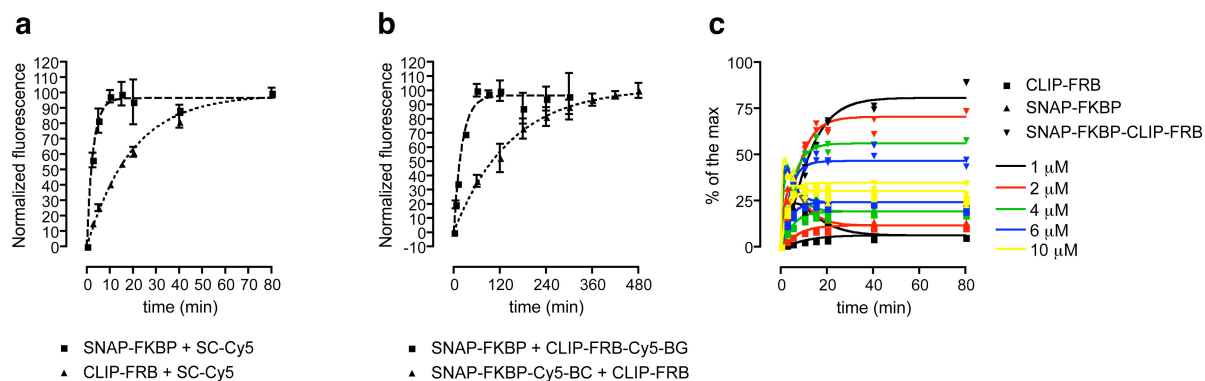 a
Normalized fluorescence
120
110
100
90
80
70
60
50
40
30
20
10
0
0 10 20 30 40 50 60 70 80
time (min)
SNAP-FKBP + SC-Cy5
CLIP-FRB + SC-Cy5
b
Normalized fluorescence
120
110
100
90
80
70
60
50
40
30
20
10
0
-10
0 120 240 360 480
time (min)
SNAP-FKBP + CLIP-FRB-Cy5-BG
SNAP-FKBP-Cy5-BC + CLIP-FRB
c
% of the max
100
75
50
25
0
0 20 40 60 80
time (min)
CLIP-FRB
SNAP-FKBP
SNAP-FKBP-CLIP-FRB
1 μM
2 μM
4 μM
6 μM
10 μM